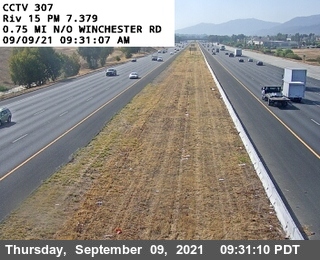 CCTV 307
Riv 15 PM 7.379
0.75 MI N/O WINCHESTER RD
09/09/21 09:31:07 AM
Thursday, September 09, 2021 09:31:10 PDT